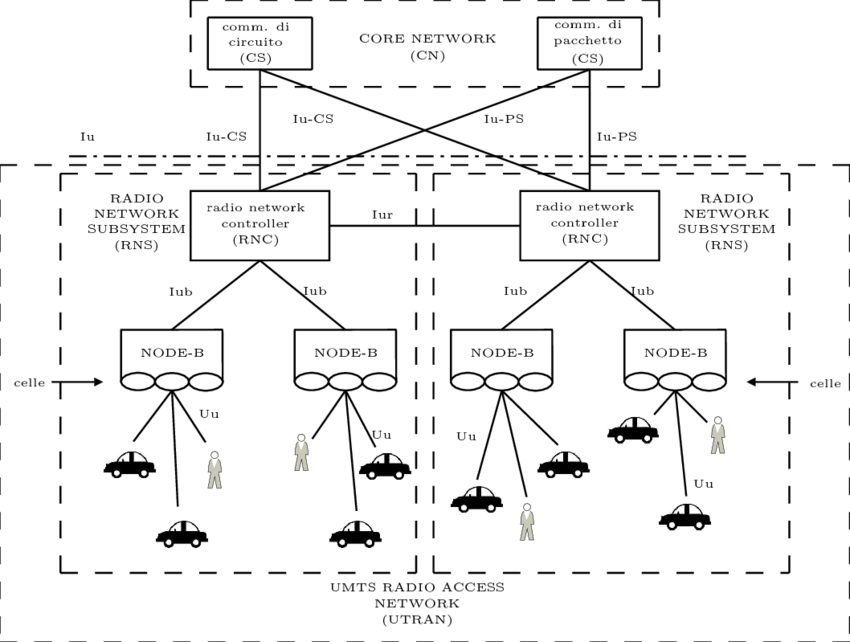 comm. di
circuito
(CS)
CORE NETWORK
(CN)
comm. di
pacchetto
(CS)
Iu
Iu-CS
Iu-CS
Iu-PS
Iu-PS
RADIO
NETWORK
SUBSYSTEM
(RNS)
radio network
controller
(RNC)
Iur
radio network
controller
(RNC)
RADIO
NETWORK
SUBSYSTEM
(RNS)
Iub
Iub
Iub
Iub
NODE-B
NODE-B
NODE-B
NODE-B
celle
celle
Uu
Uu
Uu
Uu
UMTS RADIO ACCESS
NETWORK
(UTRAN)